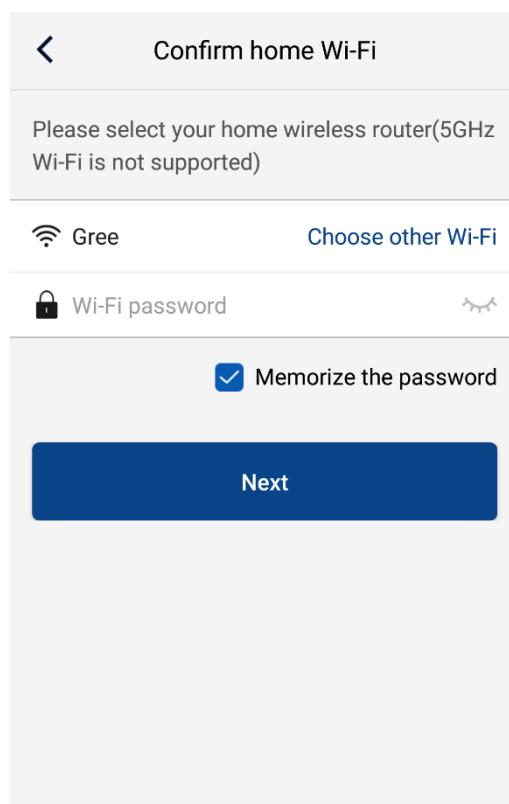 Confirm home Wi-Fi
Please select your home wireless router(5GHz
Wi-Fi is not supported)
Gree Choose other Wi-Fi
Wi-Fi password
Memorize the password
Next